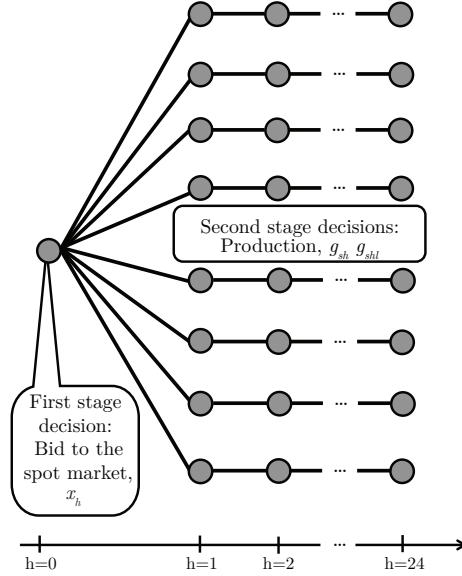 ...
...
...
...
Second stage decisions:
Production, g_sh g_shl
...
...
...
...
First stage
decision:
Bid to the
spot market,
x_h
...
h=0 h=1 h=2 h=24